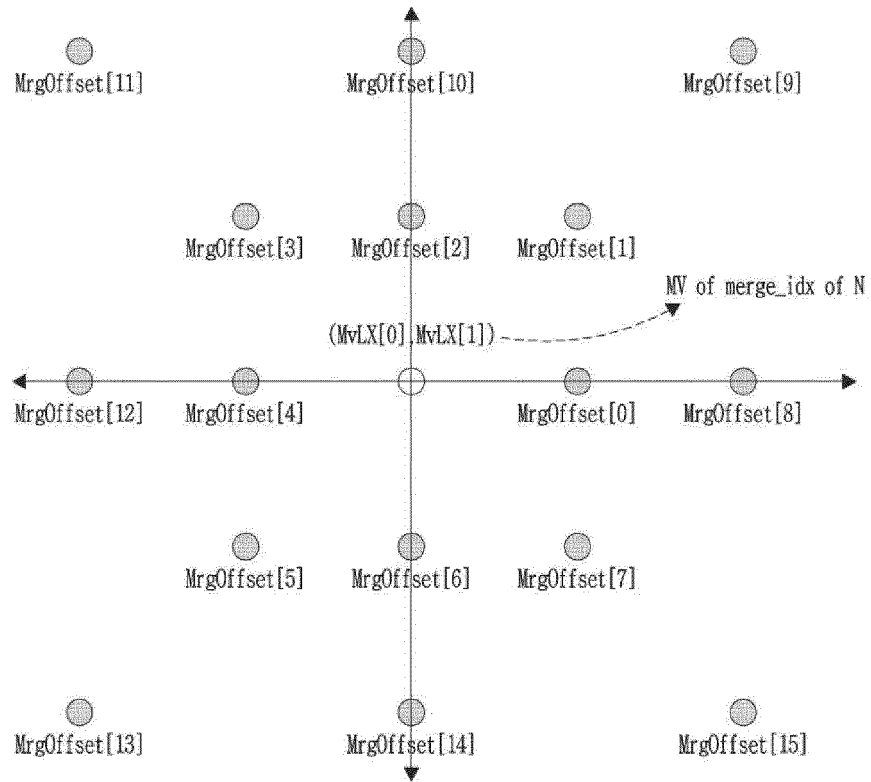 MrgOffset[11] MrgOffset[10] MrgOffset[9]
MrgOffset[3] MrgOffset[2] MrgOffset[1]
MV of merge_idx of N
(MvLX[0],MvLX[1])
MrgOffset[12] MrgOffset[4] MrgOffset[0] MrgOffset[8]
MrgOffset[5] MrgOffset[6] MrgOffset[7]
MrgOffset[13] MrgOffset[14] MrgOffset[15]